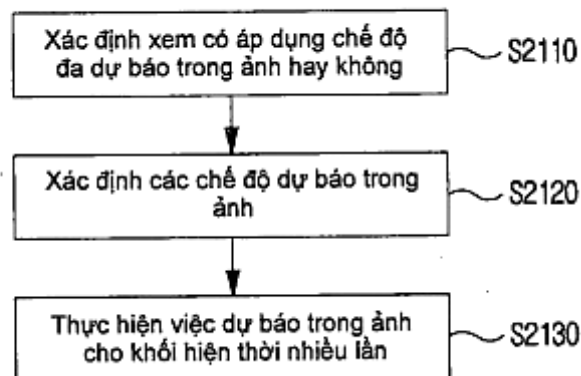 Xác định xem có áp dụng chế độ
đa dự báo trong ảnh hay không
S2110
Xác định các chế độ dự báo trong
ảnh
S2120
Thực hiện việc dự báo trong ảnh
cho khối hiện thời nhiều lần
S2130